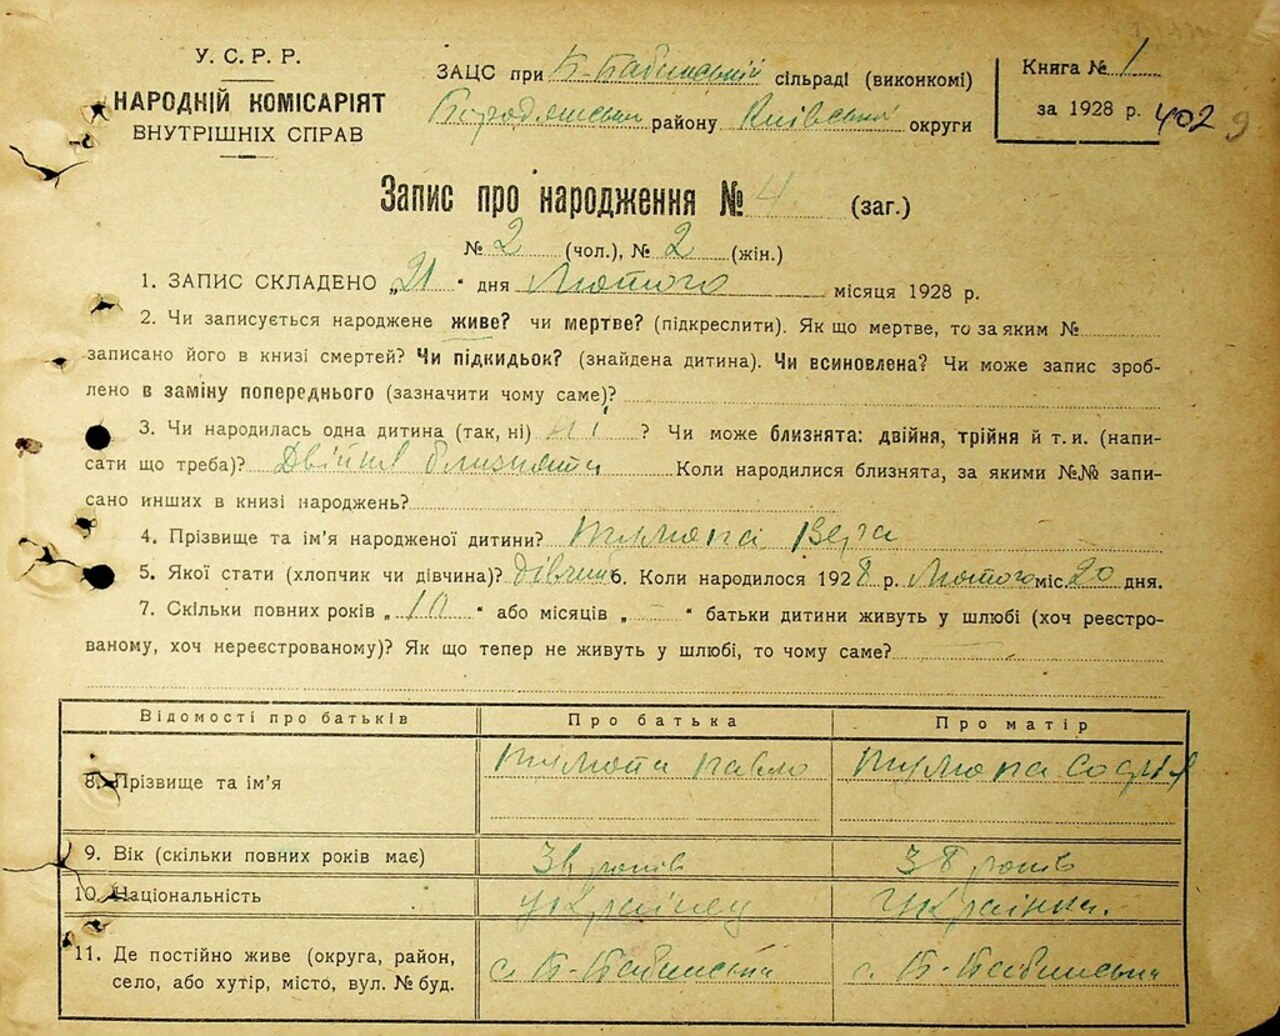 У. С. Р. Р.
НАРОДНІЙ КОМІСАРІЯТ
ВНУТРІШНІХ СПРАВ
ЗАЦС при сільраді (виконкомі)
району Київська округи
Книга № 1
за 1928 р. 402 9
Запис про народження № 4 (заг.)
№ 2 (чол.), № 2 (жін.)
1. ЗАПИС СКЛАДЕНО „21“ дня Лютого місяця 1928 р.
2. Чи записується народжене живе? чи мертве? (підкреслити). Як що мертве, то за яким №
записано його в книзі смертей? Чи підкидьок? (знайдена дитина). Чи всиновлена? Чи може запис зроб-
лено в заміну попереднього (зазначити чому саме)?
3. Чи народилась одна дитина (так, ні) ні ? Чи може близнята: двійня, трійня й т. и. (напи-
сати що треба)? Двійня близнята Коли народилися близнята, за якими №№ запи-
сано инших в книзі народжень?
4. Прізвище та ім’я народженої дитини? Вера
5. Якої стати (хлопчик чи дівчина)? дівчина 6. Коли народилося 1928 р. Лютого міс. 20 дня.
7. Скільки повних років „10“ або місяців „—“ батьки дитини живуть у шлюбі (хоч реєстро-
ваному, хоч нереєстрованому)? Як що тепер не живуть у шлюбі, то чому саме?
Відомості про батьків Про батька Про матір
8. Прізвище та ім’я Павло Софія
9. Вік (скільки повних років має) років 38 років
10. Національність Українец Українка.
11. Де постійно живе (округа, район,
село, або хутір, місто, вул. № буд. с. с.